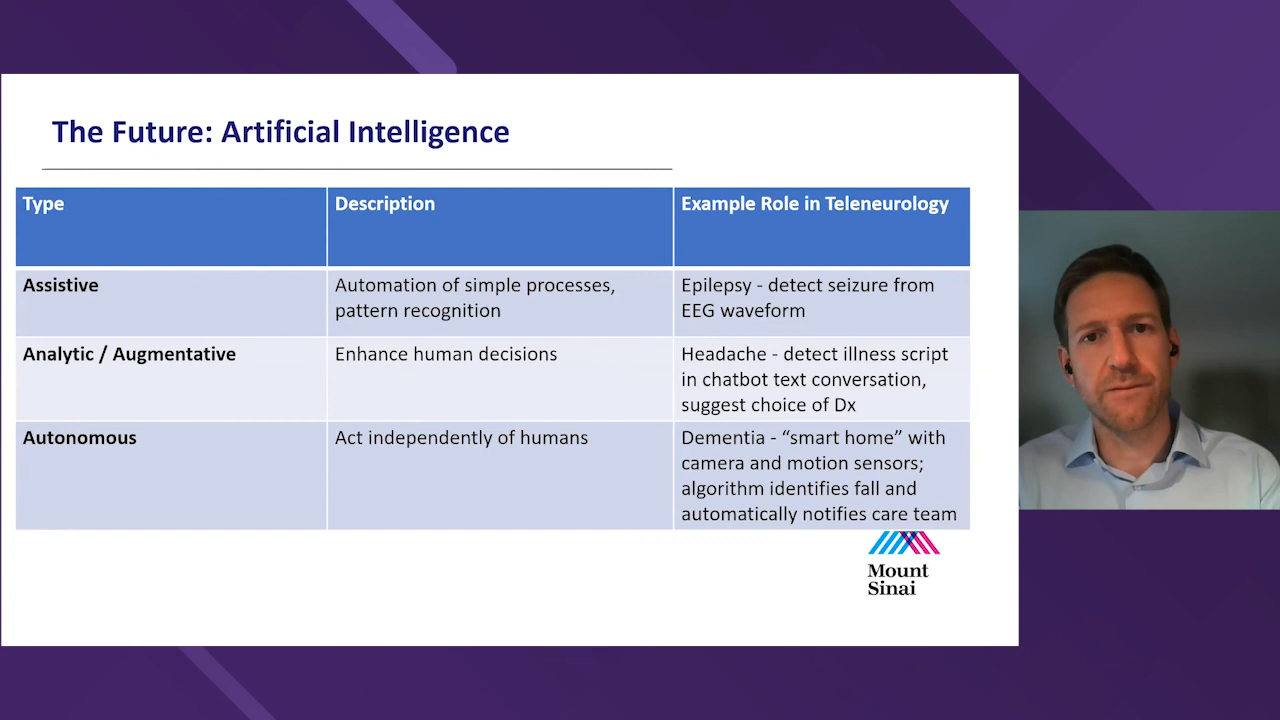 The Future: Artificial Intelligence
Type
Description
Example Role in Teleneurology
Assistive
Automation of simple processes,
pattern recognition
Epilepsy - detect seizure from
EEG waveform
Analytic / Augmentative
Enhance human decisions
Headache - detect illness script
in chatbot text conversation,
suggest choice of Dx
Autonomous
Act independently of humans
Dementia - “smart home” with
camera and motion sensors;
algorithm identifies fall and
automatically notifies care team
Mount
Sinai